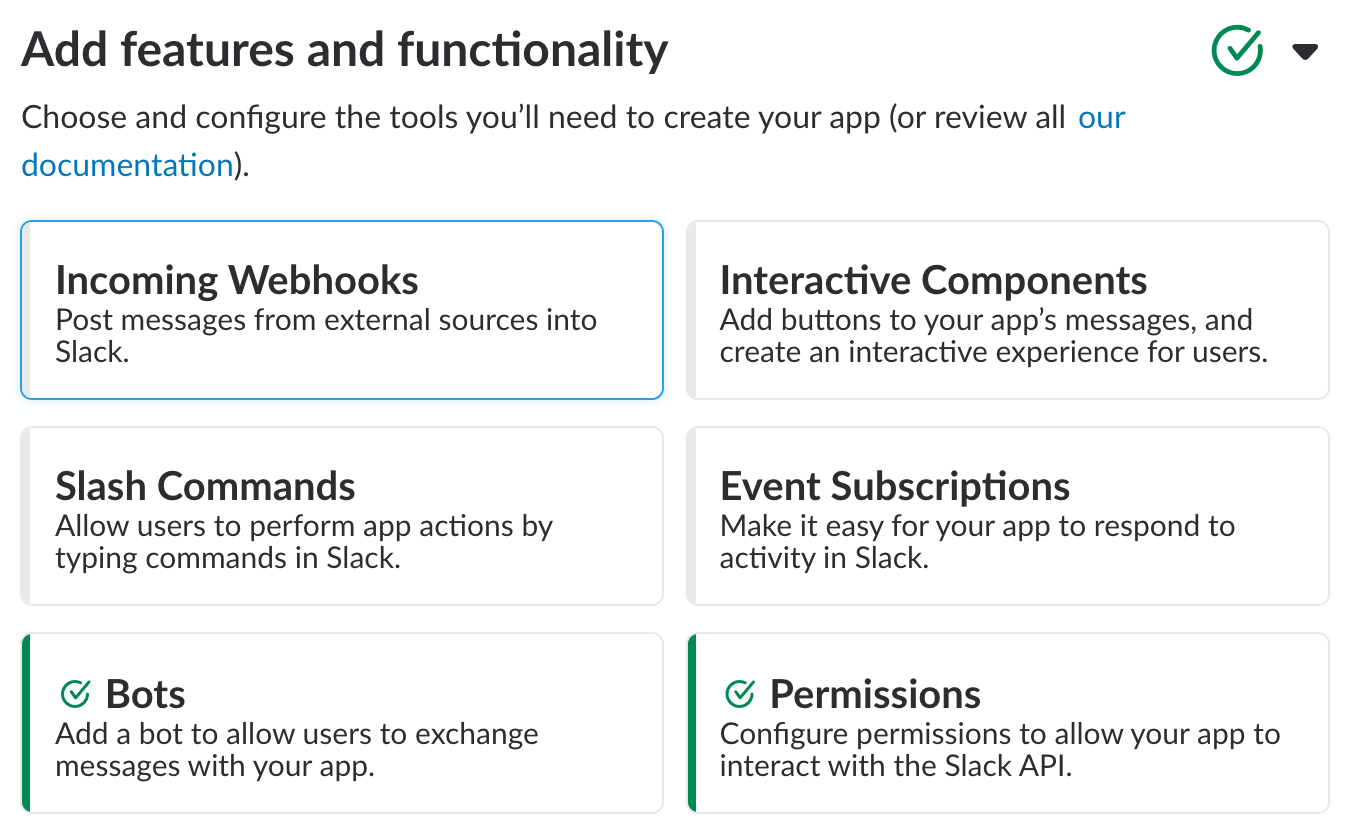 Add features and functionality
Choose and configure the tools you’ll need to create your app (or review all our
documentation).
Incoming Webhooks
Post messages from external sources into
Slack.
Interactive Components
Add buttons to your app’s messages, and
create an interactive experience for users.
Slash Commands
Allow users to perform app actions by
typing commands in Slack.
Event Subscriptions
Make it easy for your app to respond to
activity in Slack.
Bots
Add a bot to allow users to exchange
messages with your app.
Permissions
Configure permissions to allow your app to
interact with the Slack API.